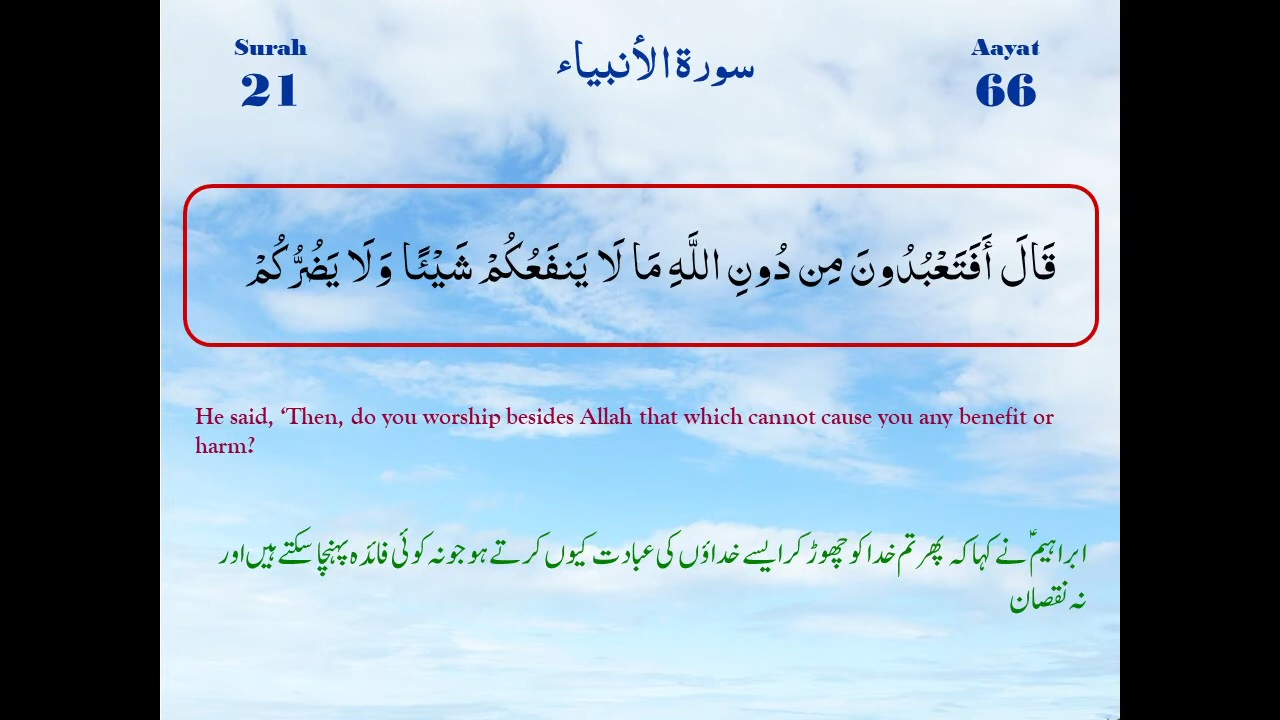 Surah
21
سورة الأنبياء
Aayat
66
قَالَ أَفَتَعْبُدُونَ مِن دُونِ اللَّهِ مَا لَا يَنفَعُكُمْ شَيْئًا وَلَا يَضُرُّكُمْ
He said, ‘Then, do you worship besides Allah that which cannot cause you any benefit or
harm?
ابراہیمؑ نے کہا کہ پھر تم خدا کو چھوڑ کر ایسے خداؤں کی عبادت کیوں کرتے ہو جو نہ کوئی فائدہ پہنچا سکتے ہیں اور
نہ نقصان